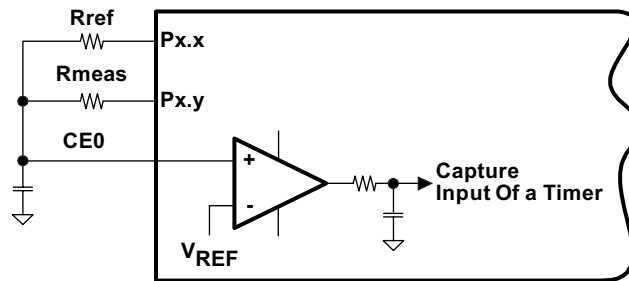 Rref
Px.x
Rmeas
Px.y
CE0
+
-
VREF
Capture
Input Of a Timer